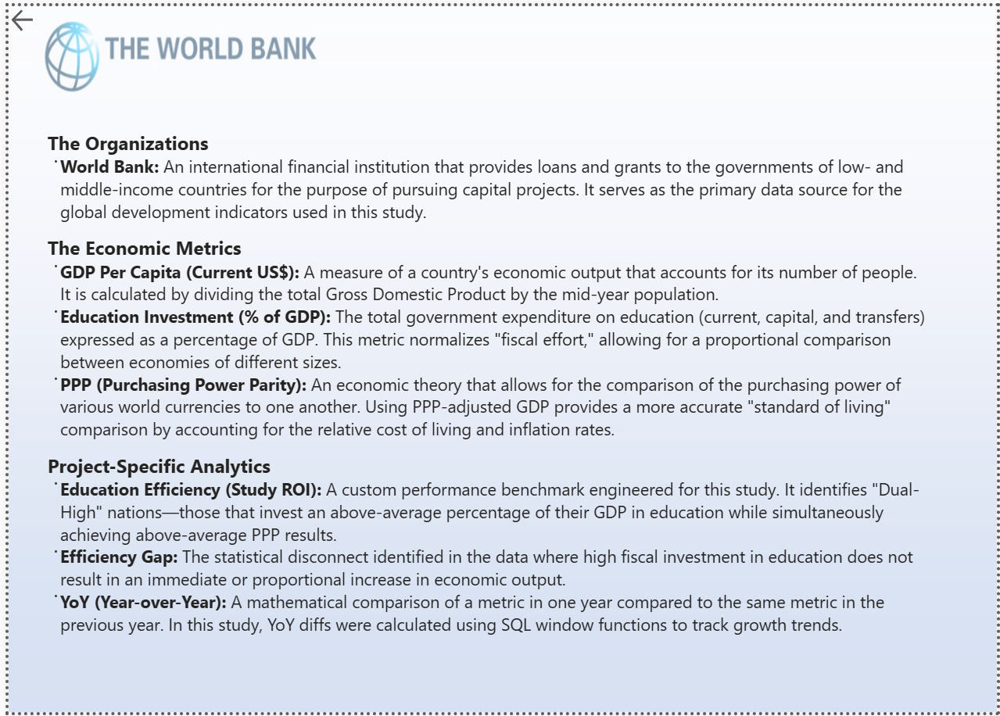 THE WORLD BANK
The Organizations
World Bank: An international financial institution that provides loans and grants to the governments of low- and
middle-income countries for the purpose of pursuing capital projects. It serves as the primary data source for the
global development indicators used in this study.
The Economic Metrics
GDP Per Capita (Current US$): A measure of a country's economic output that accounts for its number of people.
It is calculated by dividing the total Gross Domestic Product by the mid-year population.
Education Investment (% of GDP): The total government expenditure on education (current, capital, and transfers)
expressed as a percentage of GDP. This metric normalizes "fiscal effort," allowing for a proportional comparison
between economies of different sizes.
PPP (Purchasing Power Parity): An economic theory that allows for the comparison of the purchasing power of
various world currencies to one another. Using PPP-adjusted GDP provides a more accurate "standard of living"
comparison by accounting for the relative cost of living and inflation rates.
Project-Specific Analytics
Education Efficiency (Study ROI): A custom performance benchmark engineered for this study. It identifies "Dual-
High" nations—those that invest an above-average percentage of their GDP in education while simultaneously
achieving above-average PPP results.
Efficiency Gap: The statistical disconnect identified in the data where high fiscal investment in education does not
result in an immediate or proportional increase in economic output.
YoY (Year-over-Year): A mathematical comparison of a metric in one year compared to the same metric in the
previous year. In this study, YoY diffs were calculated using SQL window functions to track growth trends.